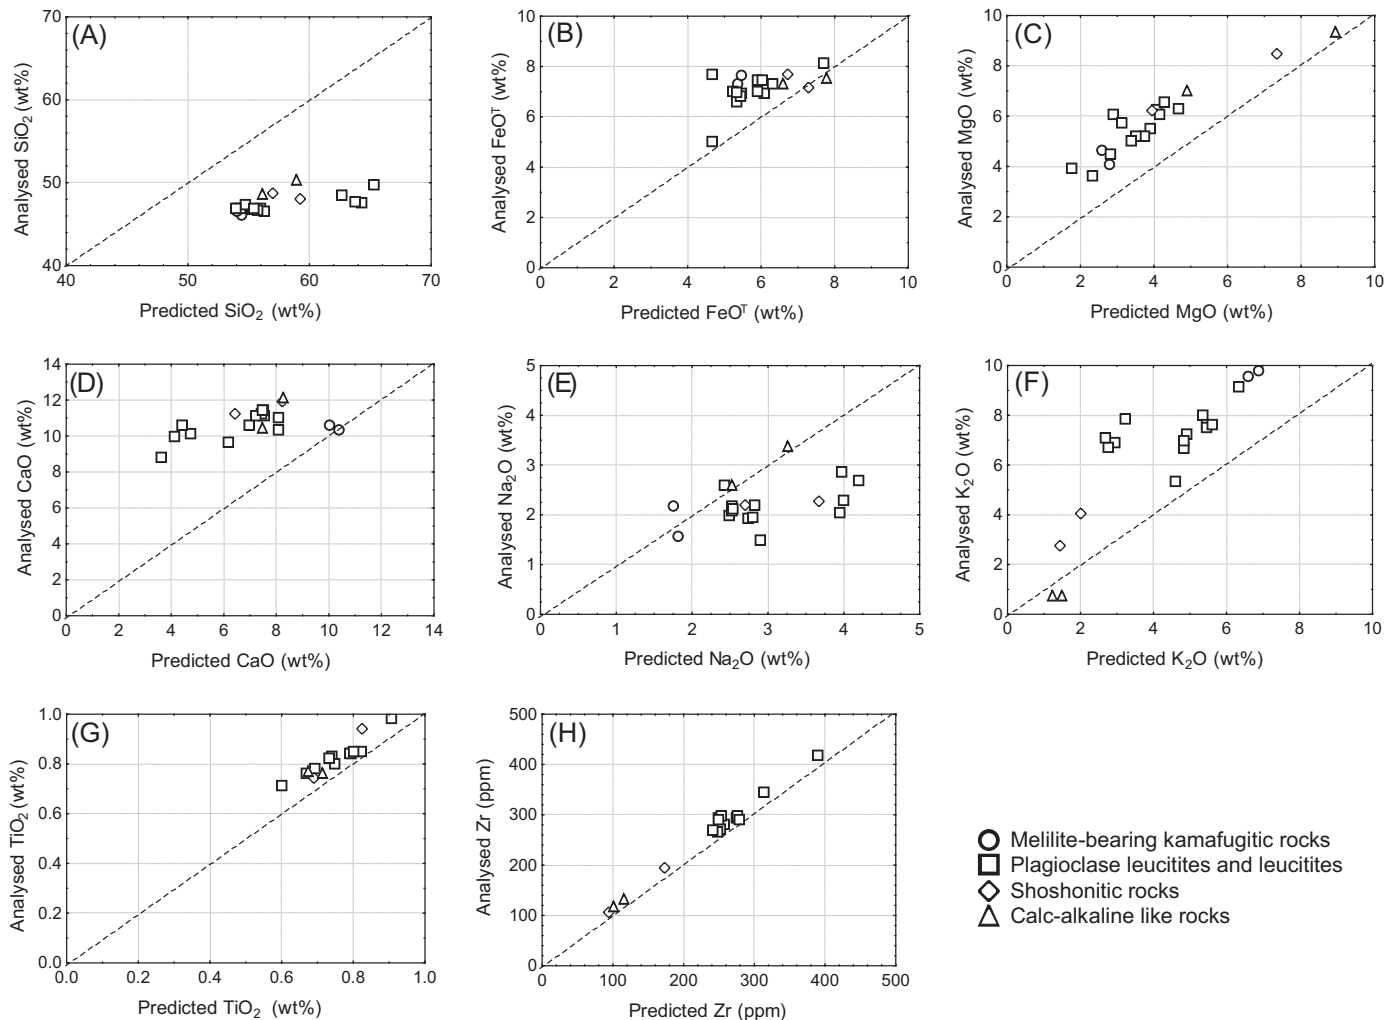 (A)
70
60
50
40
40 50 60 70
Analysed SiO₂ (wt%)
Predicted SiO₂ (wt%)
(B)
10
8
6
4
2
0
0 2 4 6 8 10
Analysed FeOᵀ (wt%)
Predicted FeOᵀ (wt%)
(C)
10
8
6
4
2
0
0 2 4 6 8 10
Analysed MgO (wt%)
Predicted MgO (wt%)
(D)
14
12
10
8
6
4
2
0
0 2 4 6 8 10 12 14
Analysed CaO (wt%)
Predicted CaO (wt%)
(E)
5
4
3
2
1
0
0 1 2 3 4 5
Analysed Na₂O (wt%)
Predicted Na₂O (wt%)
(F)
10
8
6
4
2
0
0 2 4 6 8 10
Analysed K₂O (wt%)
Predicted K₂O (wt%)
(G)
1.0
0.8
0.6
0.4
0.2
0.0
0.0 0.2 0.4 0.6 0.8 1.0
Analysed TiO₂ (wt%)
Predicted TiO₂ (wt%)
(H)
500
400
300
200
100
0
0 100 200 300 400 500
Analysed Zr (ppm)
Predicted Zr (ppm)
Melilite-bearing kamafugitic rocks
Plagioclase leucitites and leucitites
Shoshonitic rocks
Calc-alkaline like rocks